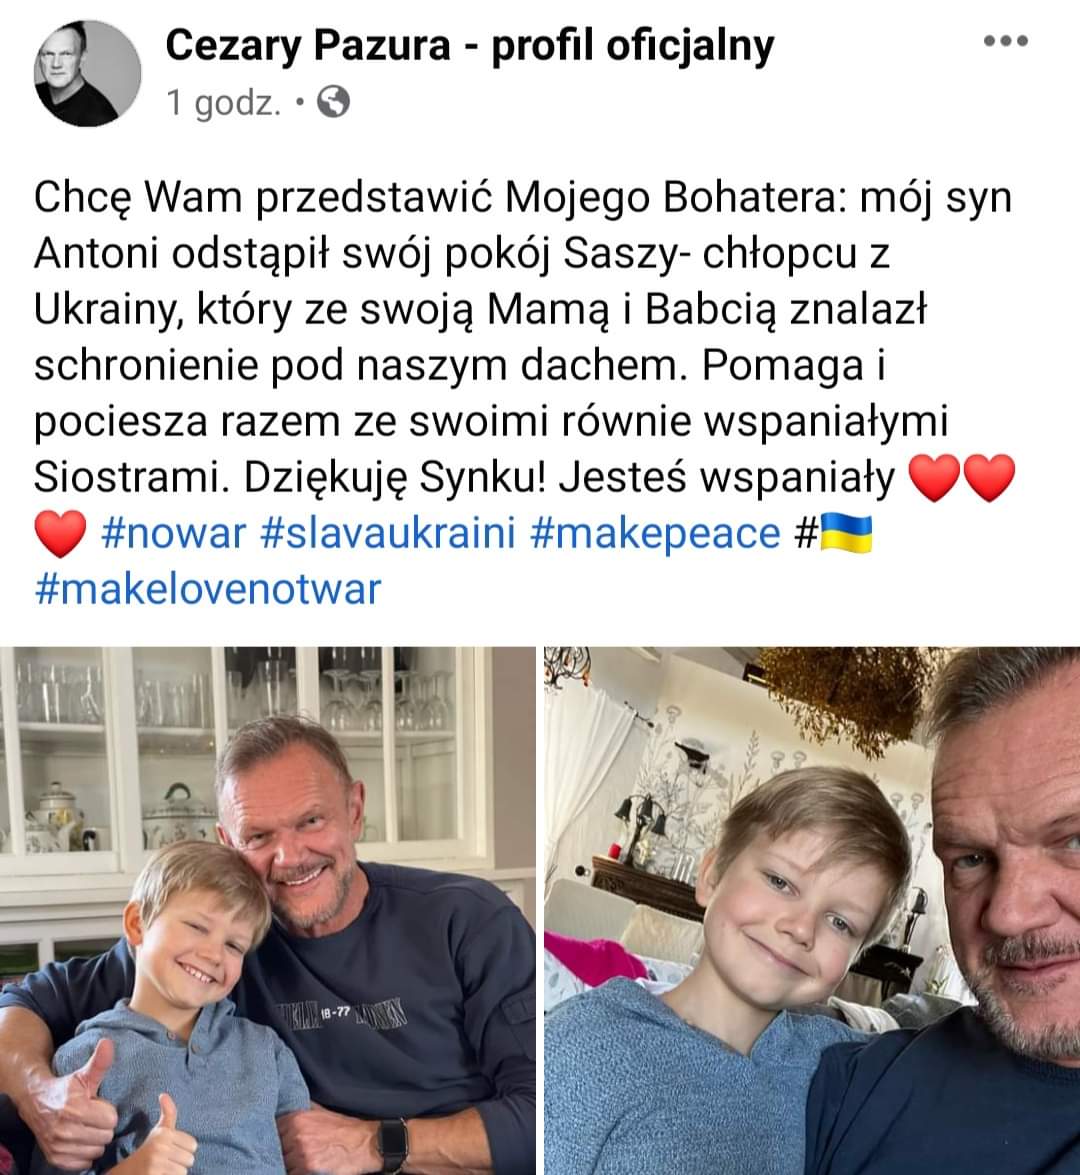 Cezary Pazura - profil oficjalny
1 godz. •
Chcę Wam przedstawić Mojego Bohatera: mój syn
Antoni odstąpił swój pokój Saszy- chłopcu z
Ukrainy, który ze swoją Mamą i Babcią znalazł
schronienie pod naszym dachem. Pomaga i
pociesza razem ze swoimi równie wspaniałymi
Siostrami. Dziękuję Synku! Jesteś wspaniały ❤️❤️
❤️ #nowar #slavaukraini #makepeace #🇺🇦
#makelovenotwar
18-77